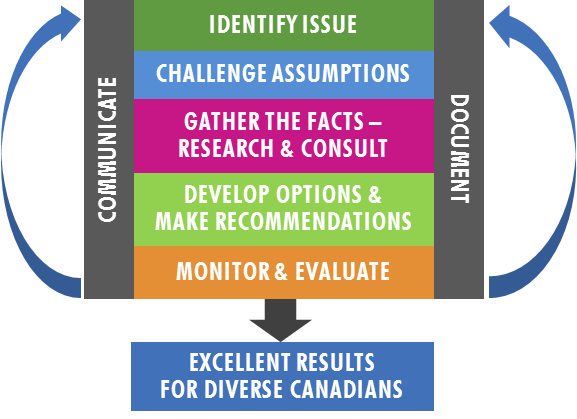 IDENTIFY ISSUE
CHALLENGE ASSUMPTIONS
GATHER THE FACTS –
RESEARCH & CONSULT
DEVELOP OPTIONS &
MAKE RECOMMENDATIONS
MONITOR & EVALUATE
COMMUNICATE
DOCUMENT
EXCELLENT RESULTS
FOR DIVERSE CANADIANS